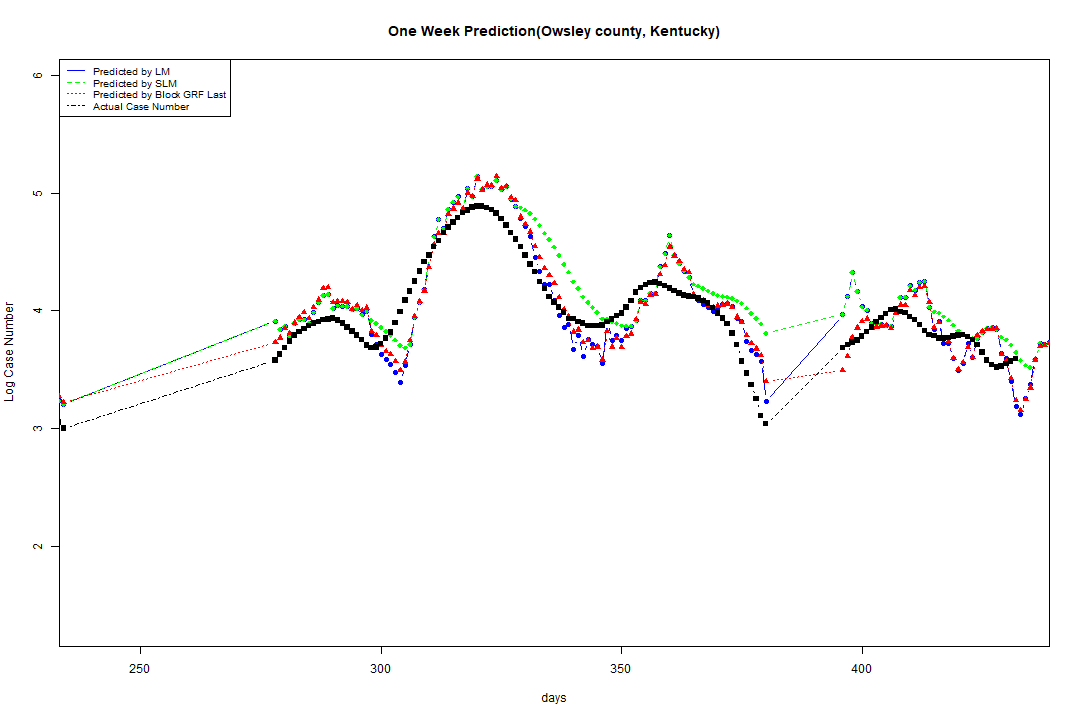 One Week Prediction(Owsley county, Kentucky)
Predicted by LM
Predicted by SLM
Predicted by Block GRF Last
Actual Case Number
6
5
4
3
2
Log Case Number
250
300
350
400
days